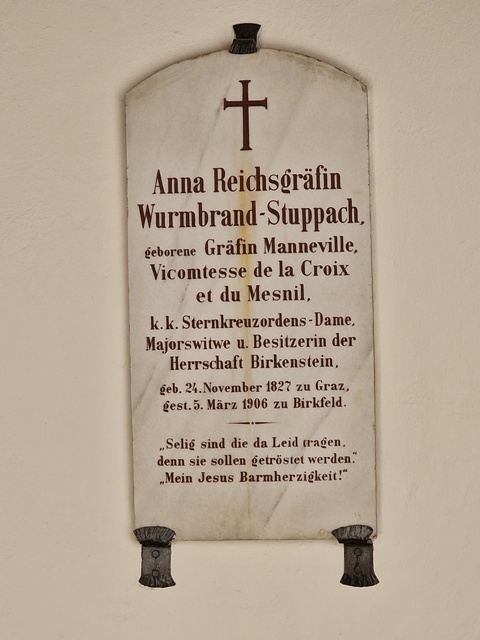 Anna Reichsgräfin
Wurmbrand-Stuppach,
geborene Gräfin Manneville,
Vicomtesse de la Croix
et du Mesnil,
k. k. Sternkreuzordens-Dame,
Majorswitwe u. Besitzerin der
Herrschaft Birkenstein,
geb. 24. November 1827 zu Graz,
gest. 5. März 1906 zu Birkfeld.
„Selig sind die da Leid tragen,
denn sie sollen getröstet werden.“
„Mein Jesus Barmherzigkeit!“